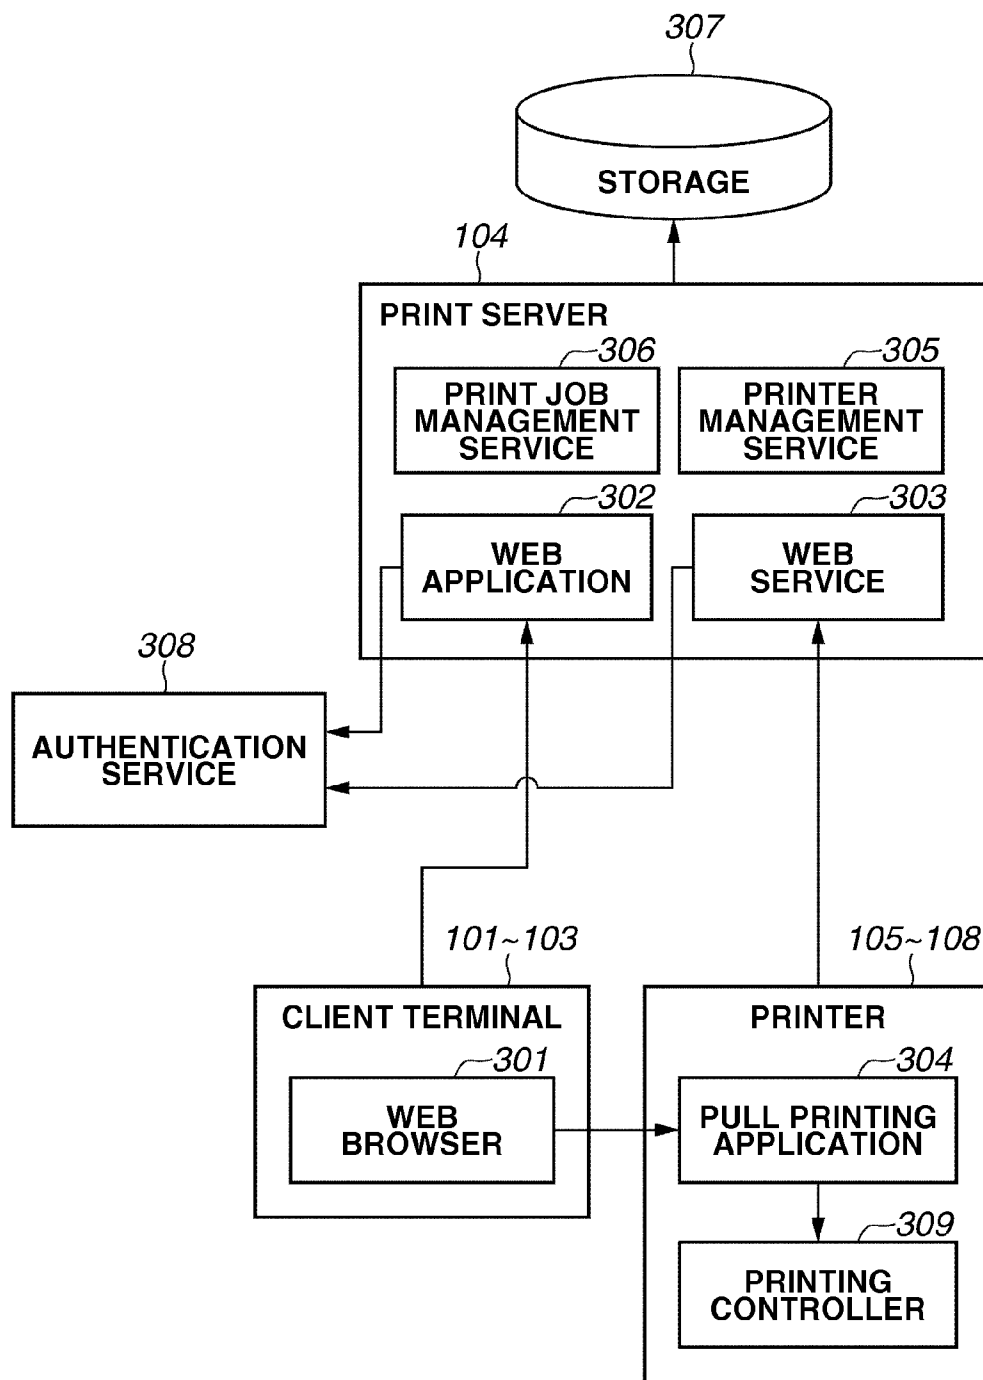 307
STORAGE
104
PRINT SERVER
306
PRINT JOB
MANAGEMENT
SERVICE
305
PRINTER
MANAGEMENT
SERVICE
302
WEB
APPLICATION
303
WEB
SERVICE
308
AUTHENTICATION
SERVICE
101~103
CLIENT TERMINAL
301
WEB
BROWSER
105~108
PRINTER
304
PULL PRINTING
APPLICATION
309
PRINTING
CONTROLLER